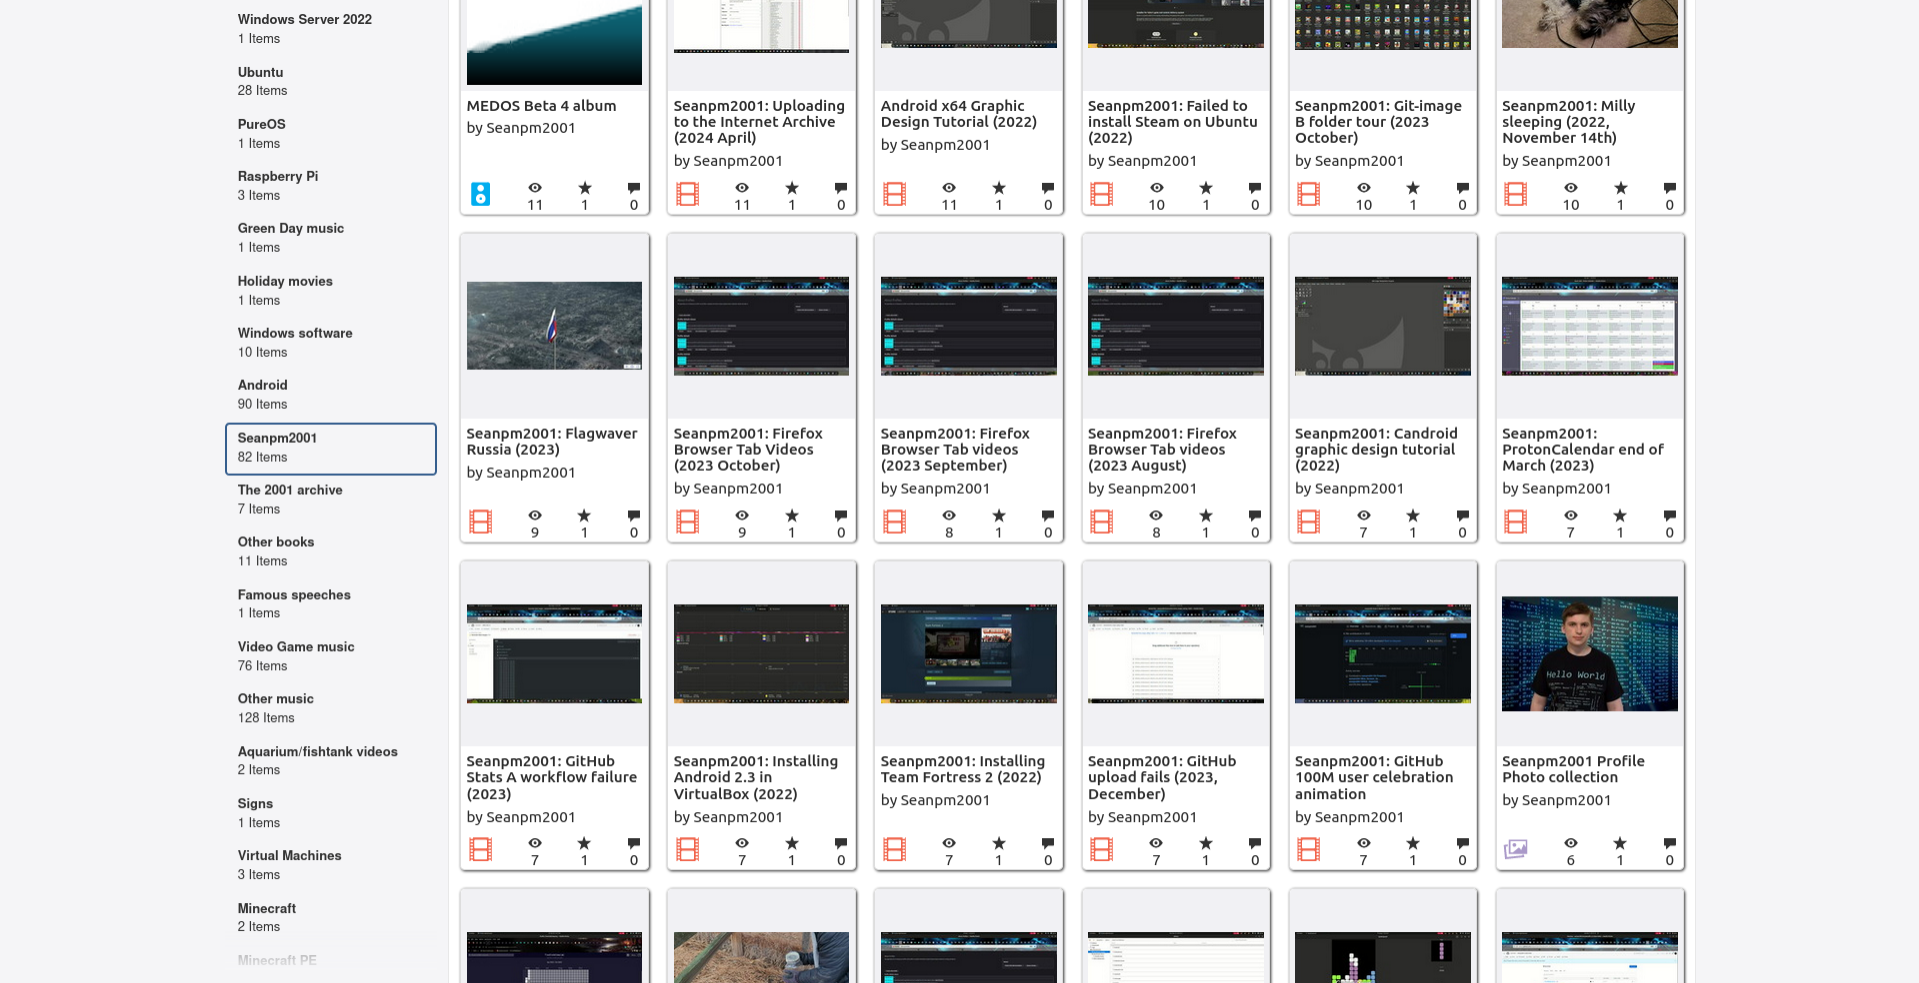 Windows Server 2022
1 Items
Ubuntu
28 Items
PureOS
1 Items
Raspberry Pi
3 Items
Green Day music
1 Items
Holiday movies
1 Items
Windows software
10 Items
Android
90 Items
Seanpm2001
82 Items
The 2001 archive
7 Items
Other books
11 Items
Famous speeches
1 Items
Video Game music
76 Items
Other music
128 Items
Aquarium/fishtank videos
2 Items
Signs
1 Items
Virtual Machines
3 Items
Minecraft
2 Items
Minecraft PE
MEDOS Beta 4 album
by Seanpm2001
11 1 0
Seanpm2001: Uploading
to the Internet Archive
(2024 April)
by Seanpm2001
11 1 0
Android x64 Graphic
Design Tutorial (2022)
by Seanpm2001
11 1 0
Seanpm2001: Failed to
install Steam on Ubuntu
(2022)
by Seanpm2001
10 1 0
Seanpm2001: Git-image
B folder tour (2023
October)
by Seanpm2001
10 1 0
Seanpm2001: Milly
sleeping (2022,
November 14th)
by Seanpm2001
10 1 0
Seanpm2001: Flagwaver
Russia (2023)
by Seanpm2001
9 1 0
Seanpm2001: Firefox
Browser Tab Videos
(2023 October)
by Seanpm2001
9 1 0
Seanpm2001: Firefox
Browser Tab videos
(2023 September)
by Seanpm2001
8 1 0
Seanpm2001: Firefox
Browser Tab videos
(2023 August)
by Seanpm2001
8 1 0
Seanpm2001: Candroid
graphic design tutorial
(2022)
by Seanpm2001
7 1 0
Seanpm2001:
ProtonCalendar end of
March (2023)
by Seanpm2001
7 1 0
Seanpm2001: GitHub
Stats A workflow failure
(2023)
by Seanpm2001
7 1 0
Seanpm2001: Installing
Android 2.3 in
VirtualBox (2022)
by Seanpm2001
7 1 0
Seanpm2001: Installing
Team Fortress 2 (2022)
by Seanpm2001
7 1 0
Seanpm2001: GitHub
upload fails (2023,
December)
by Seanpm2001
7 1 0
Seanpm2001: GitHub
100M user celebration
animation
by Seanpm2001
7 1 0
Hello World
Seanpm2001 Profile
Photo collection
by Seanpm2001
6 1 0